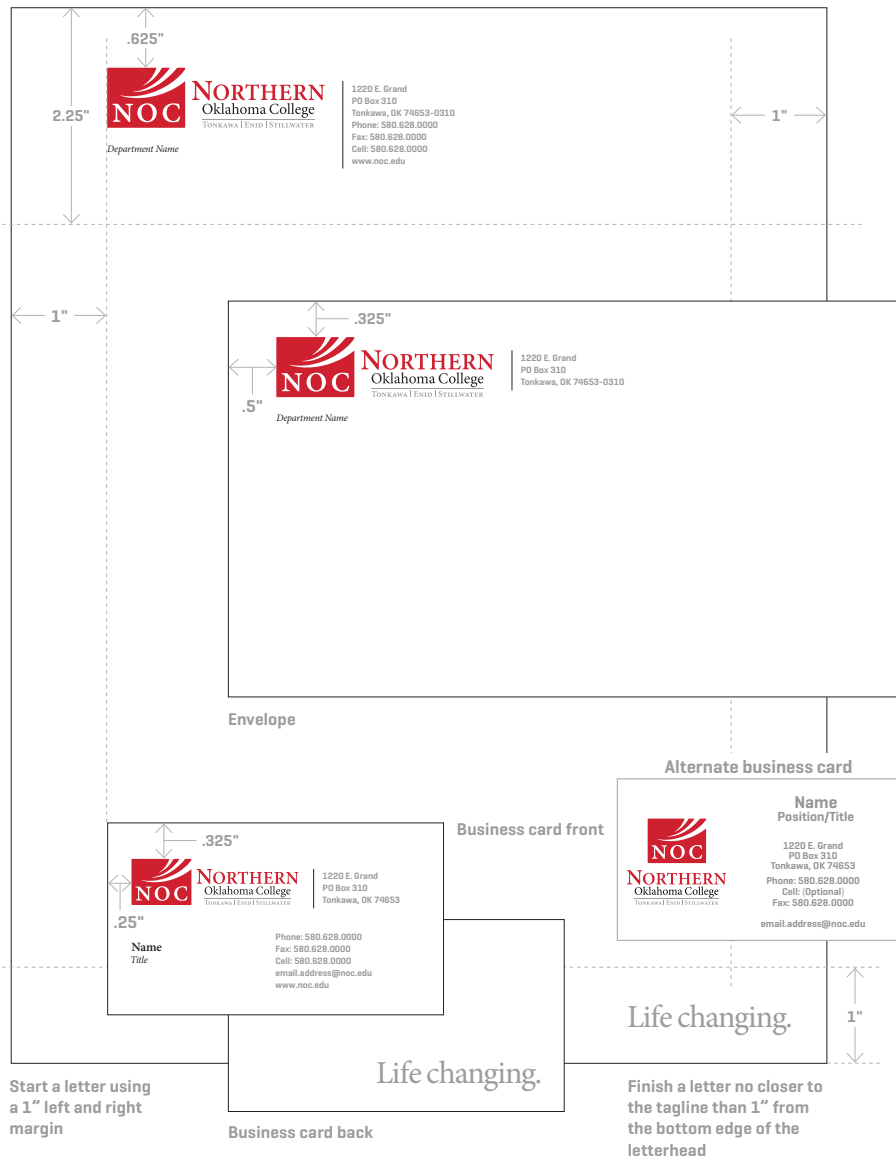 .625"
2.25"
NOC
NORTHERN
Oklahoma College
TONKAWA | ENID | STILLWATER
Department Name
1220 E. Grand
PO Box 310
Tonkawa, OK 74653-0310
Phone: 580.628.0000
Fax: 580.628.0000
Cell: 580.628.0000
www.noc.edu
1"
1"
.325"
.5"
NOC
NORTHERN
Oklahoma College
TONKAWA | ENID | STILLWATER
Department Name
1220 E. Grand
PO Box 310
Tonkawa, OK 74653-0310
Envelope
Alternate business card
Business card front
.325"
.25"
NOC
NORTHERN
Oklahoma College
TONKAWA | ENID | STILLWATER
1220 E. Grand
PO Box 310
Tonkawa, OK 74653
Name
Title
Phone: 580.628.0000
Fax: 580.628.0000
Cell: 580.628.0000
email.address@noc.edu
www.noc.edu
NOC
NORTHERN
Oklahoma College
TONKAWA | ENID | STILLWATER
Name
Position/Title
1220 E. Grand
PO Box 310
Tonkawa, OK 74653
Phone: 580.628.0000
Cell: (Optional)
Fax: 580.628.0000
email.address@noc.edu
Life changing.
1"
Life changing.
Start a letter using
a 1” left and right
margin
Business card back
Finish a letter no closer to
the tagline than 1” from
the bottom edge of the
letterhead